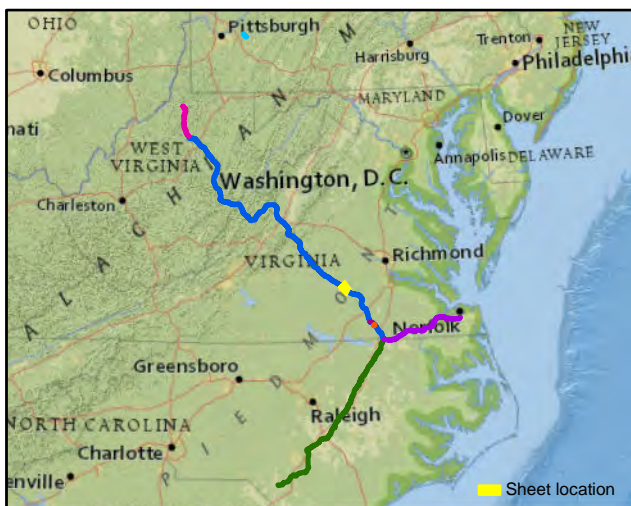 OHIO
Pittsburgh
Columbus
Harrisburg
Trenton
NEW
JERSEY
Philadelphia
MARYLAND
Dover
nati
WEST
VIRGINIA
Annapolis
DELAWARE
Washington, D.C.
Charleston
A P P A L A C H I A N M
VIRGINIA
Richmond
Norfolk
P I E D M O N T
Greensboro
Raleigh
NORTH CAROLINA
Charlotte
enville
Sheet location